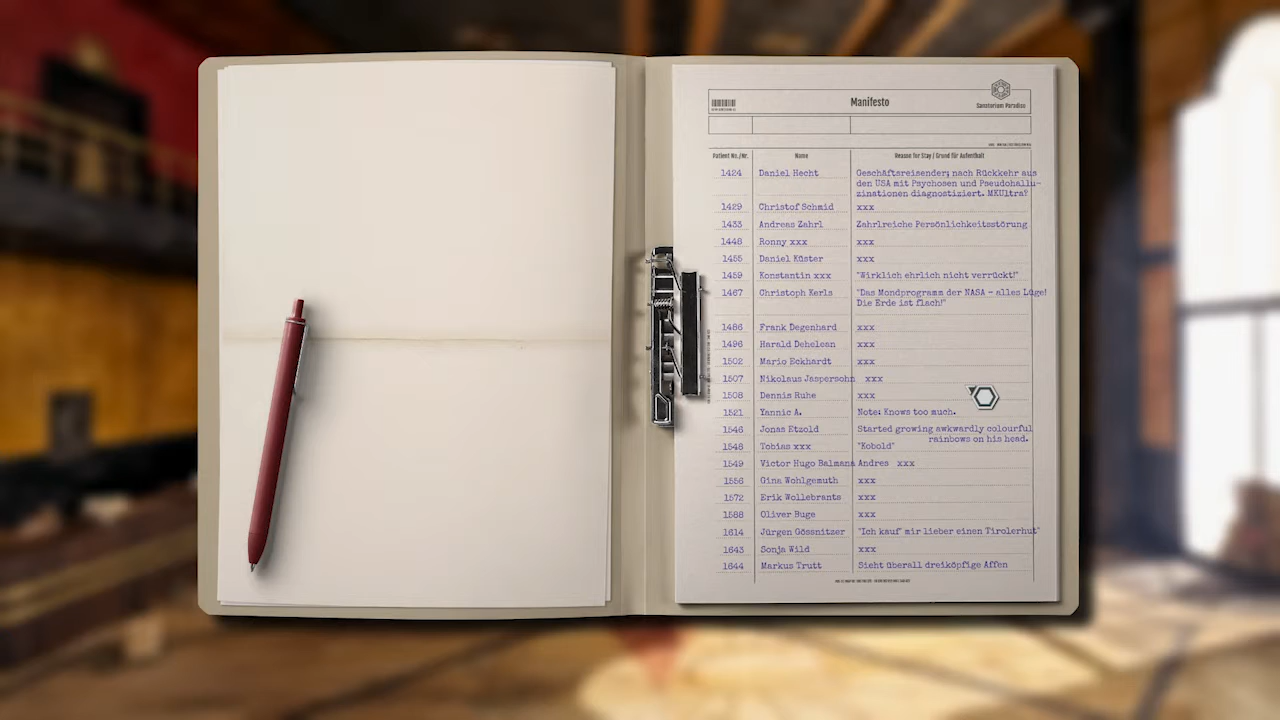 Manifesto
Sanatorium Paradiso
Patient No./Nr. Name Reason for Stay / Grund für Aufenthalt
1424 Daniel Hecht Geschäftsreisender; nach Rückkehr aus
den USA mit Psychosen und Pseudohallu-
zinationen diagnostiziert. MKUltra?
1429 Christof Schmid xxx
1433 Andreas Zahrl Zahlreiche Persönlichkeitsstörung
1446 Ronny xxx xxx
1455 Daniel Küster xxx
1459 Konstantin xxx "Wirklich ehrlich nicht verrückt!"
1467 Christoph Kerls "Das Mondprogramm der NASA - alles Lüge!
Die Erde ist flach!"
1486 Frank Degenhard xxx
1496 Harald Dehelean xxx
1502 Mario Eckhardt xxx
1507 Nikolaus Jaspersohn xxx
1508 Dennis Ruhe xxx
1521 Yannic A. Note: Knows too much.
1546 Jonas Etzold Started growing awkwardly colourful
rainbows on his head.
1548 Tobias xxx "Kobold"
1549 Victor Hugo Balmana Andres xxx
1556 Gina Wohlgemuth xxx
1572 Erik Wollebrants xxx
1588 Oliver Buge xxx
1614 Jürgen Gössnitzer "Ich kauf' mir lieber einen Tirolerhut"
1643 Sonja Wild xxx
1644 Markus Trutt Sieht überall dreiköpfige Affen